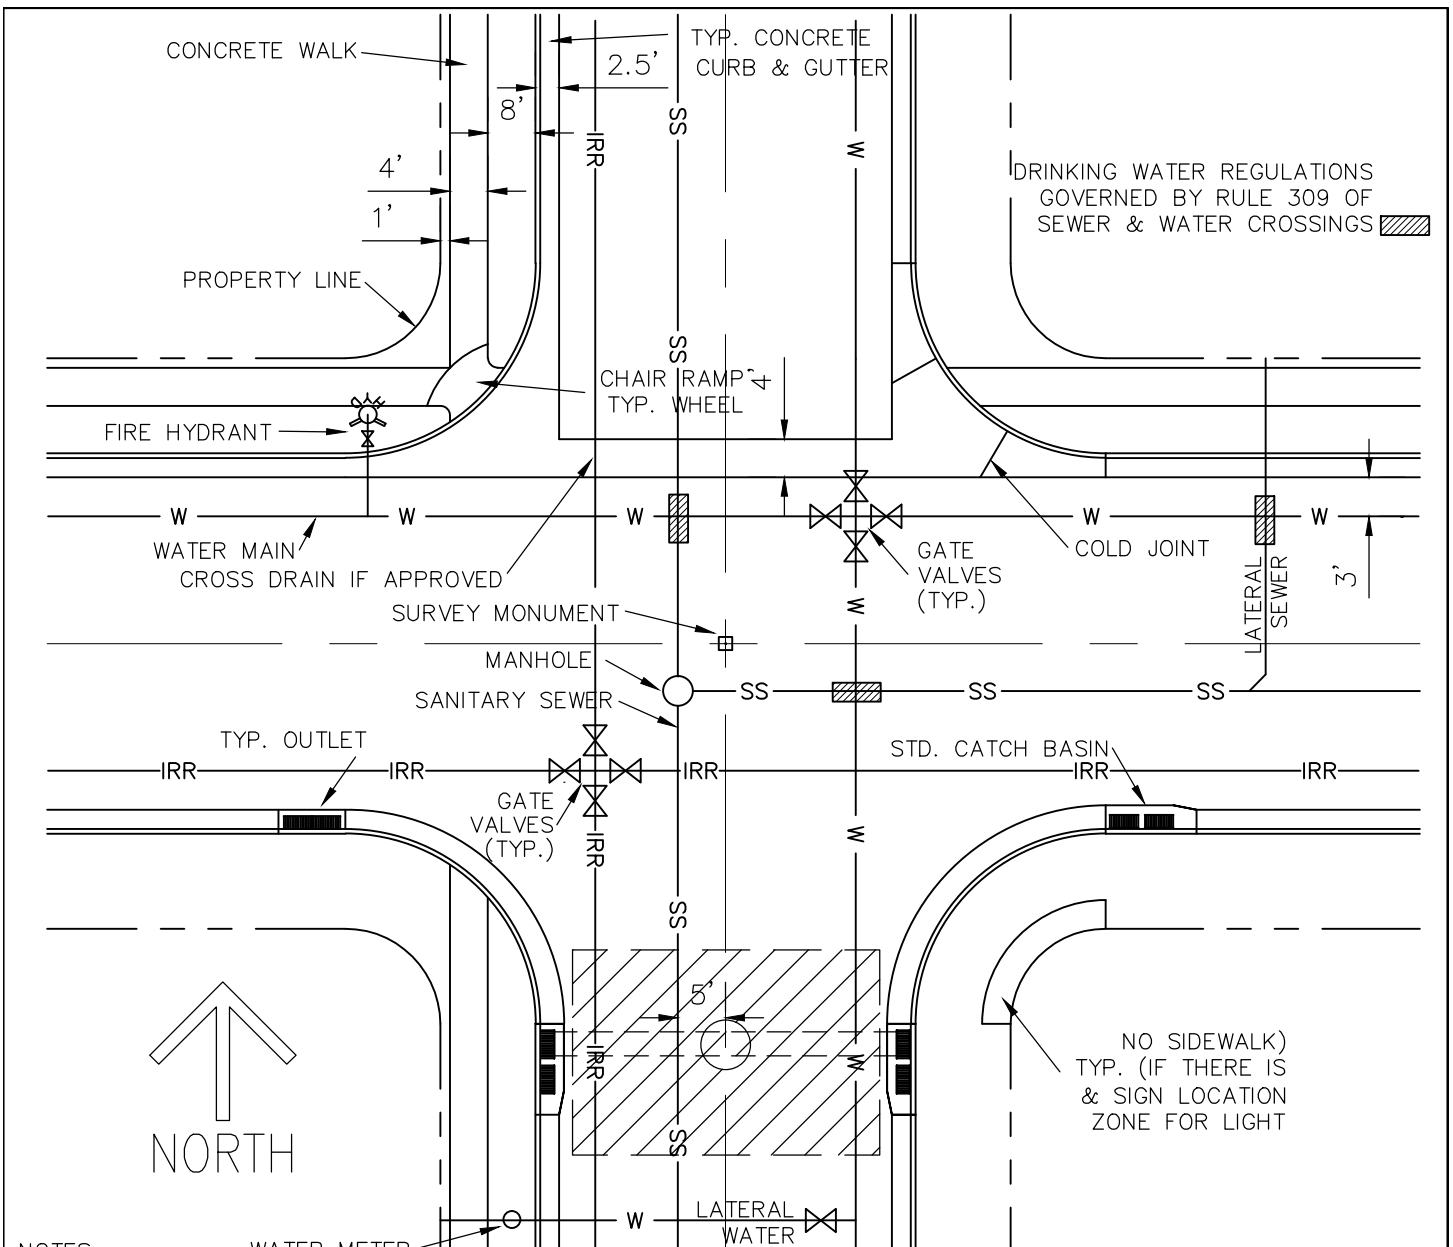 CONCRETE WALK
TYP. CONCRETE
CURB & GUTTER
2.5'
8'
SS
IRR
W
4'
1'
DRINKING WATER REGULATIONS
GOVERNED BY RULE 309 OF
SEWER & WATER CROSSINGS
PROPERTY LINE
SS
CHAIR RAMP
TYP. WHEEL
4'
FIRE HYDRANT
W
W
W
W
W
WATER MAIN
CROSS DRAIN IF APPROVED
GATE
VALVES
(TYP.)
COLD JOINT
3'
LATERAL
SEWER
W
SURVEY MONUMENT
MANHOLE
SS
SS
SS
SANITARY SEWER
TYP. OUTLET
STD. CATCH BASIN
IRR
IRR
IRR
IRR
IRR
GATE
VALVES
(TYP.)
IRR
W
SS
5'
IRR
W
NO SIDEWALK)
TYP. (IF THERE IS
& SIGN LOCATION
ZONE FOR LIGHT
NORTH
SS
W
LATERAL
WATER
NOTES
WATER METER